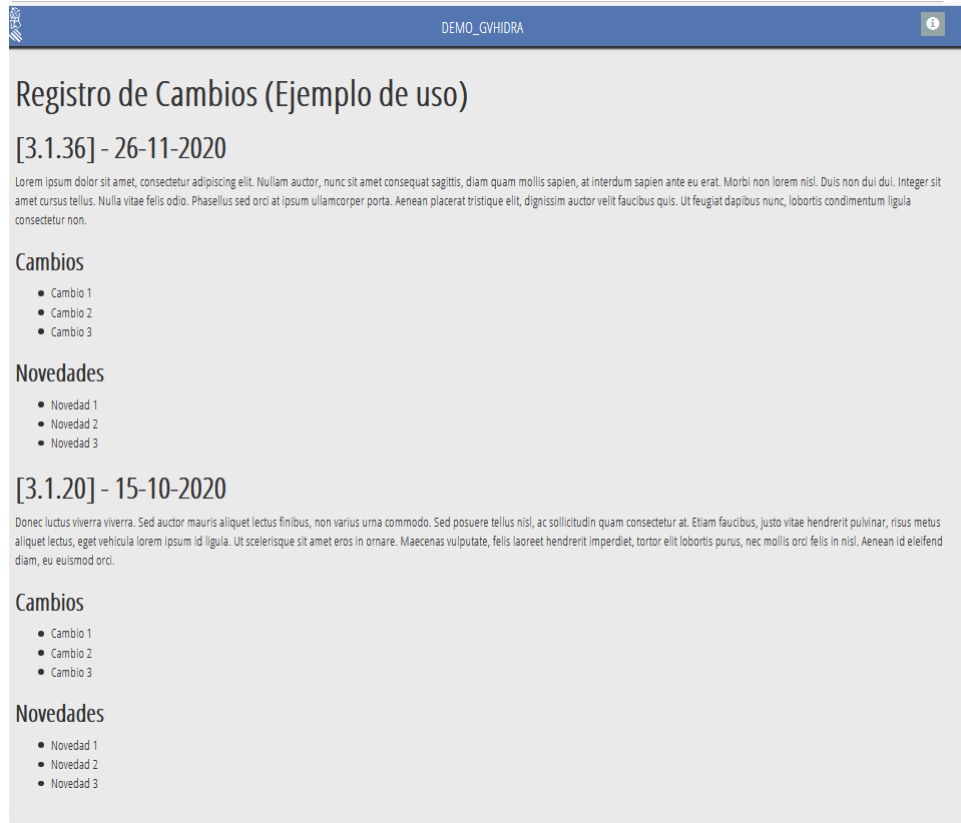 DEMO_GVHIDRA
Registro de Cambios (Ejemplo de uso)
[3.1.36] - 26-11-2020
Lorem ipsum dolor sit amet, consectetur adipiscing elit. Nullam auctor, nunc sit amet consequat sagittis, diam quam mollis sapien, at interdum sapien ante eu erat. Morbi non lorem nisl. Duis non dui dui. Integer sit
amet cursus tellus. Nulla vitae felis odio. Phasellus sed orci at ipsum ullamcorper porta. Aenean placerat tristique elit, dignissim auctor velit faucibus quis. Ut feugiat dapibus nunc, lobortis condimentum ligula
consectetur non.
Cambios
• Cambio 1
• Cambio 2
• Cambio 3
Novedades
• Novedad 1
• Novedad 2
• Novedad 3
[3.1.20] - 15-10-2020
Donec luctus viverra viverra. Sed auctor mauris aliquet lectus finibus, non varius urna commodo. Sed posuere tellus nisl, ac sollicitudin quam consectetur at. Etiam faucibus, justo vitae hendrerit pulvinar, risus metus
aliquet lectus, eget vehicula lorem ipsum id ligula. Ut scelerisque sit amet eros in ornare. Maecenas vulputate, felis laoreet hendrerit imperdiet, tortor elit lobortis purus, nec mollis orci felis in nisl. Aenean id eleifend
diam, eu euismod orci.
Cambios
• Cambio 1
• Cambio 2
• Cambio 3
Novedades
• Novedad 1
• Novedad 2
• Novedad 3